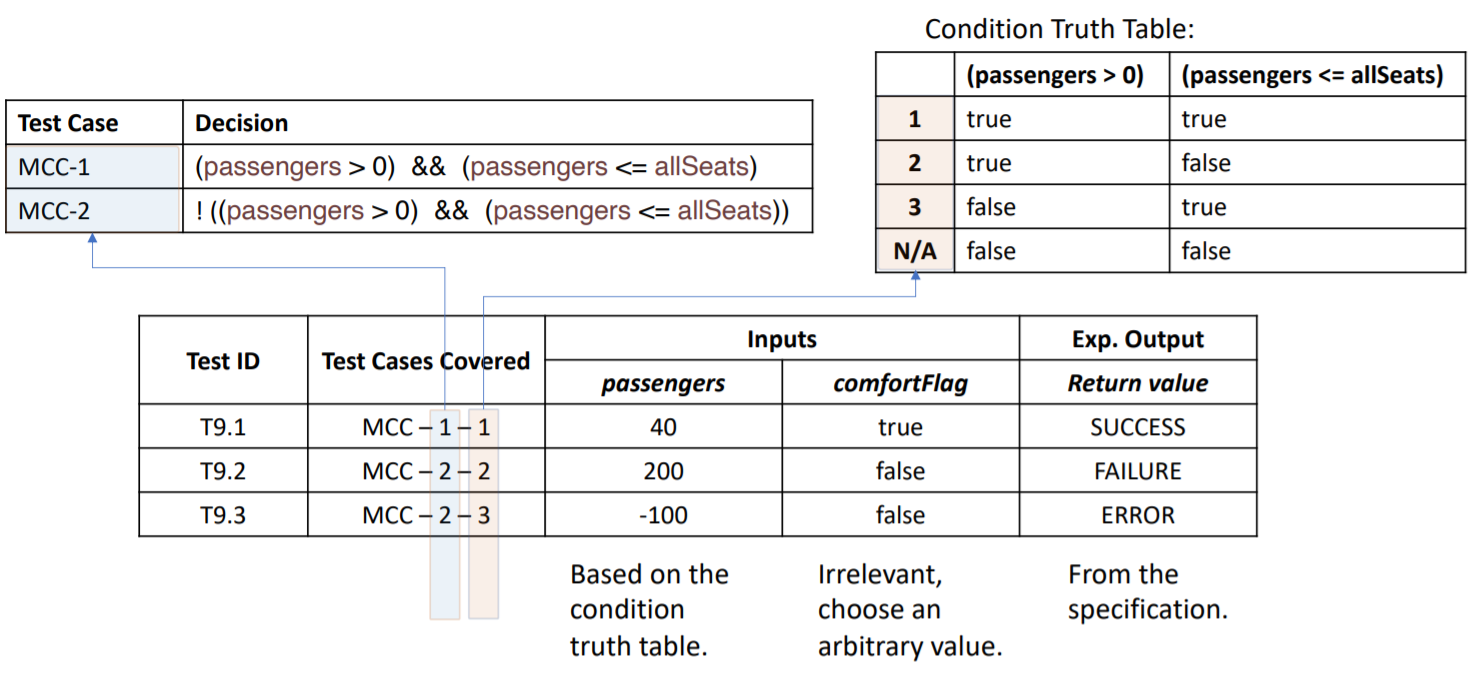 Condition Truth Table:
(passengers > 0) (passengers <= allSeats)
1 true true
2 true false
3 false true
N/A false false
Test Case Decision
MCC-1 (passengers > 0) && (passengers <= allSeats)
MCC-2 ! ((passengers > 0) && (passengers <= allSeats))
Test ID Test Cases Covered Inputs Exp. Output
passengers comfortFlag Return value
T9.1 MCC – 1 – 1 40 true SUCCESS
T9.2 MCC – 2 – 2 200 false FAILURE
T9.3 MCC – 2 – 3 -100 false ERROR
Based on the
condition
truth table.
Irrelevant,
choose an
arbitrary value.
From the
specification.